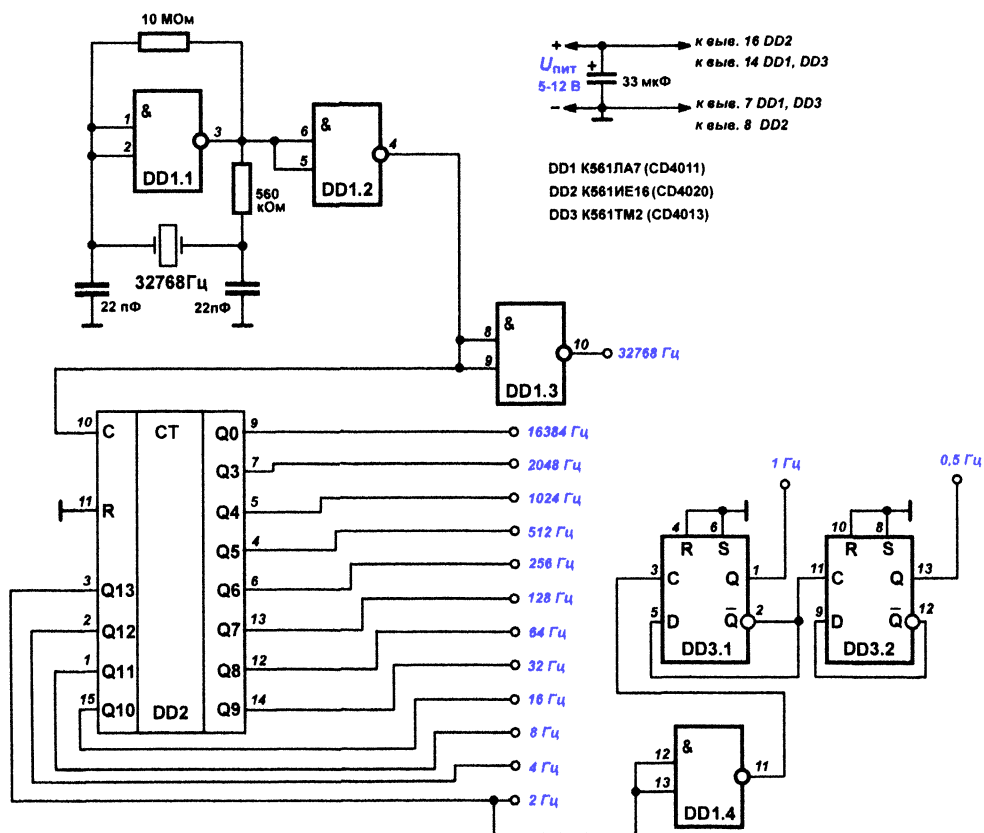 10 МОм
&
1
2
3
DD1.1
560
кОм
32768Гц
22 пФ
22пФ
&
6
5
4
DD1.2
+
Uпит
5-12 В
−
+
33 мкФ
к выв. 16 DD2
к выв. 14 DD1, DD3
к выв. 7 DD1, DD3
к выв. 8 DD2
DD1 К561ЛА7 (CD4011)
DD2 К561ИЕ16 (CD4020)
DD3 К561ТМ2 (CD4013)
&
8
9
10
DD1.3
32768 Гц
10
C
CT
Q0
9
16384 Гц
Q3
7
2048 Гц
11
R
Q4
5
1024 Гц
Q5
4
512 Гц
3
Q13
Q6
6
256 Гц
2
Q12
Q7
13
128 Гц
1
Q11
Q8
12
64 Гц
15
Q10
Q9
14
32 Гц
DD2
16 Гц
8 Гц
4 Гц
2 Гц
1 Гц
0,5 Гц
4
6
R
S
3
C
Q
1
5
D
Q̅
2
DD3.1
10
8
R
S
11
C
Q
13
9
D
Q̅
12
DD3.2
&
12
13
11
DD1.4